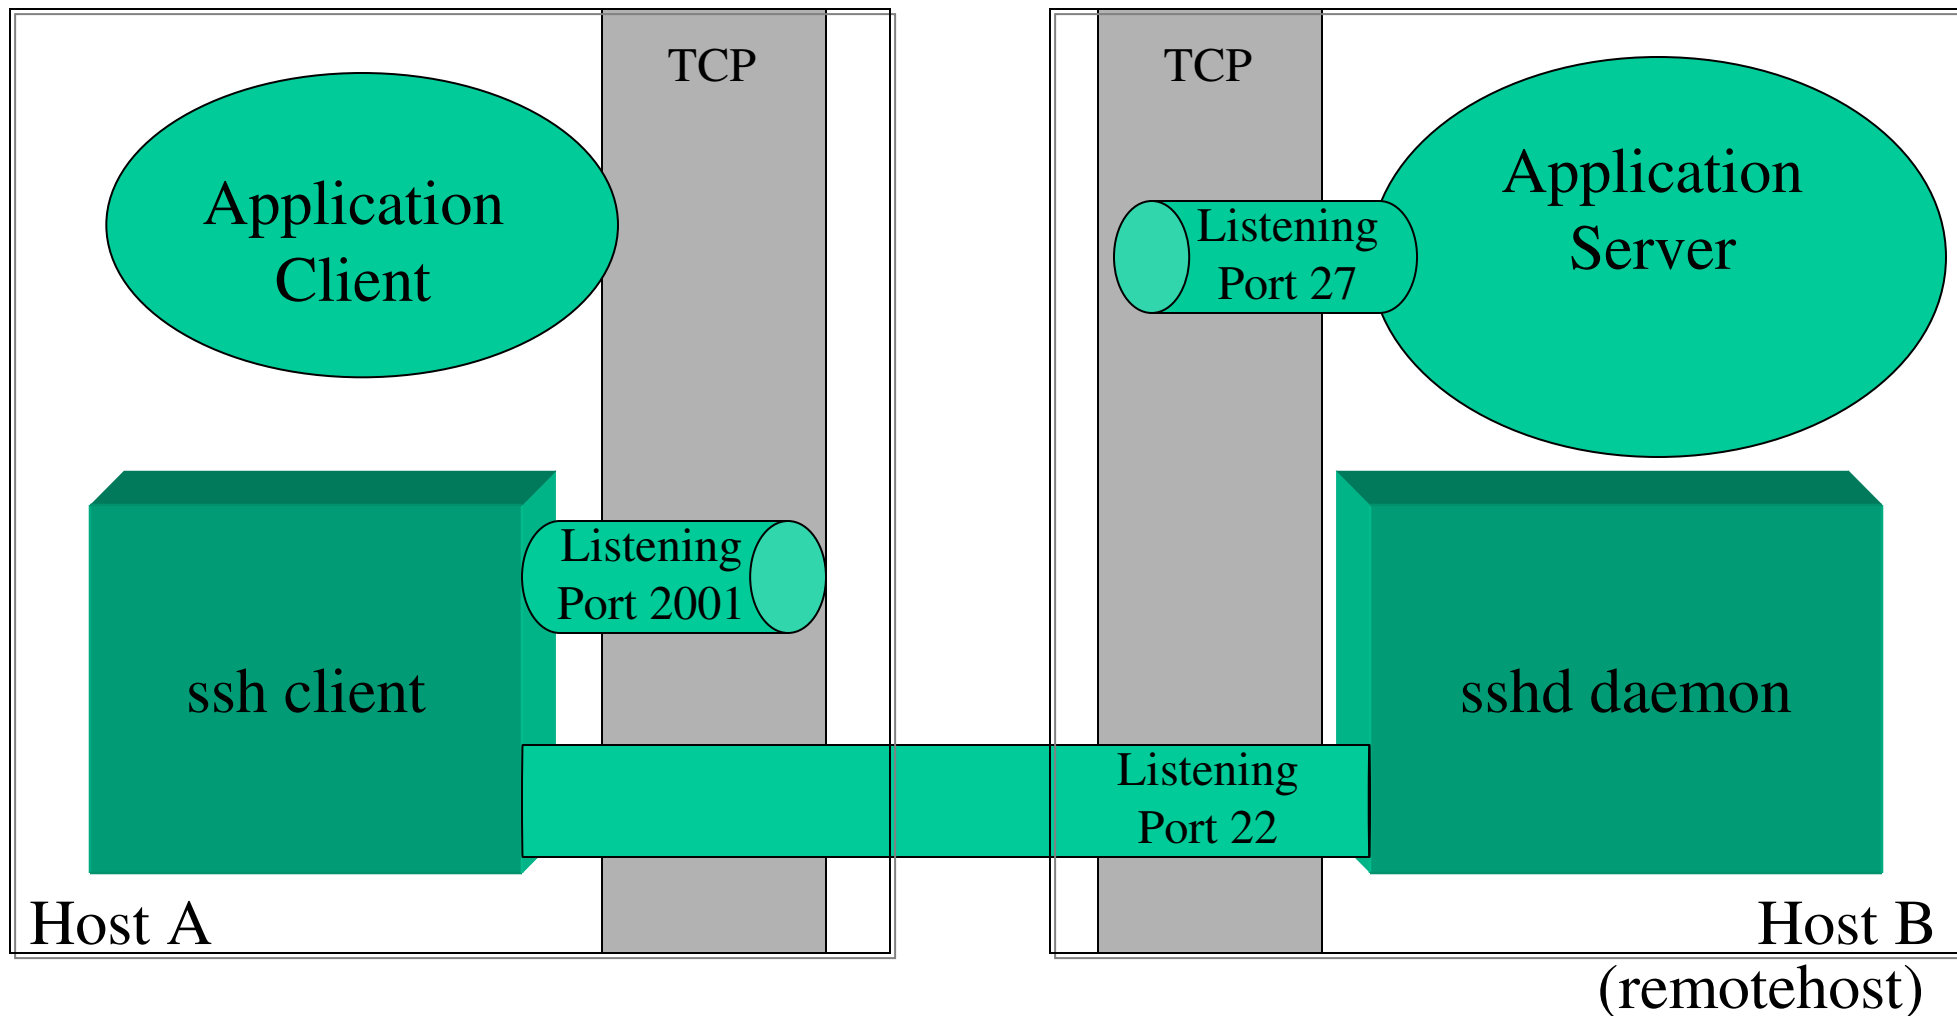 TCP
Application
Client
Listening
Port 2001
ssh client
Host A
TCP
Listening
Port 27
Application
Server
sshd daemon
Listening
Port 22
Host B
(remotehost)